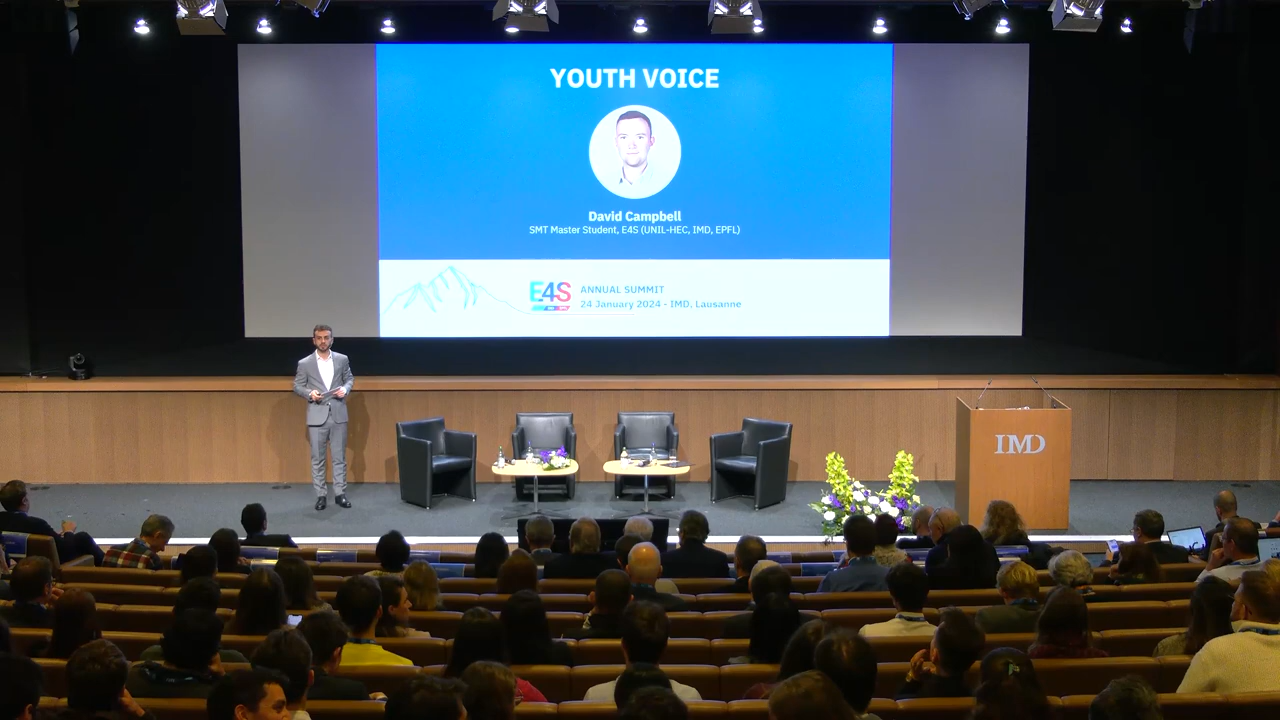 YOUTH VOICE
David Campbell
SMT Master Student, E4S (UNIL-HEC, IMD, EPFL)
E4S
ANNUAL SUMMIT
24 January 2024 - IMD, Lausanne
IMD